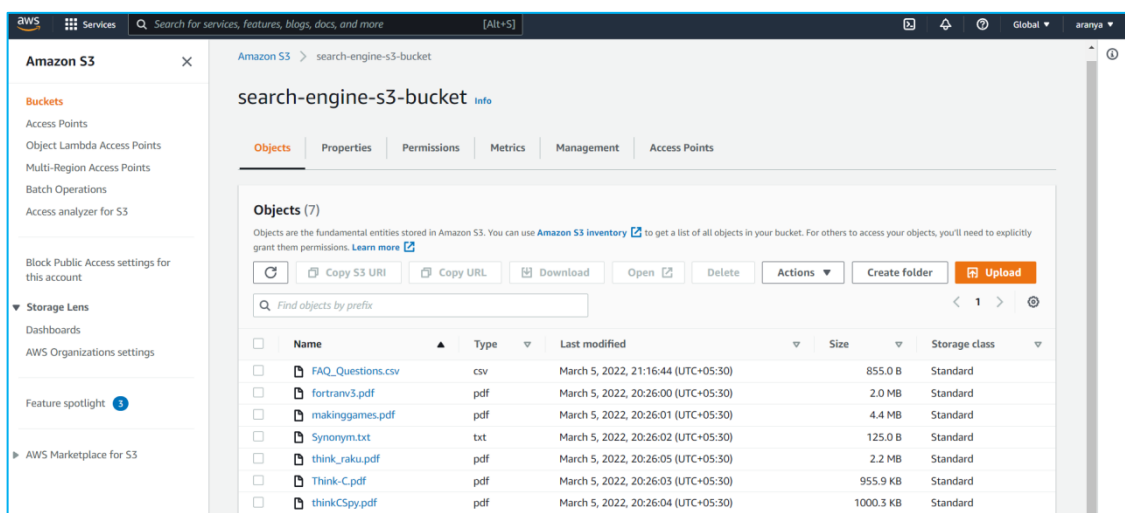 aws Services Search for services, features, blogs, docs, and more [Alt+S] Global ▼ aranya ▼
Amazon S3
Buckets
Access Points
Object Lambda Access Points
Multi-Region Access Points
Batch Operations
Access analyzer for S3
Block Public Access settings for
this account
Storage Lens
Dashboards
AWS Organizations settings
Feature spotlight 3
AWS Marketplace for S3
Amazon S3 > search-engine-s3-bucket
search-engine-s3-bucket Info
Objects Properties Permissions Metrics Management Access Points
Objects (7)
Objects are the fundamental entities stored in Amazon S3. You can use Amazon S3 inventory to get a list of all objects in your bucket. For others to access your objects, you'll need to explicitly
grant them permissions. Learn more
Copy S3 URI Copy URL Download Open Delete Actions ▼ Create folder Upload
Find objects by prefix < 1 >
Name Type Last modified Size Storage class
FAQ_Questions.csv csv March 5, 2022, 21:16:44 (UTC+05:30) 855.0 B Standard
fortranv3.pdf pdf March 5, 2022, 20:26:00 (UTC+05:30) 2.0 MB Standard
makinggames.pdf pdf March 5, 2022, 20:26:01 (UTC+05:30) 4.4 MB Standard
Synonym.txt txt March 5, 2022, 20:26:02 (UTC+05:30) 125.0 B Standard
think_raku.pdf pdf March 5, 2022, 20:26:05 (UTC+05:30) 2.2 MB Standard
Think-C.pdf pdf March 5, 2022, 20:26:03 (UTC+05:30) 955.9 KB Standard
thinkCSpy.pdf pdf March 5, 2022, 20:26:04 (UTC+05:30) 1000.3 KB Standard